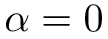 α = 0